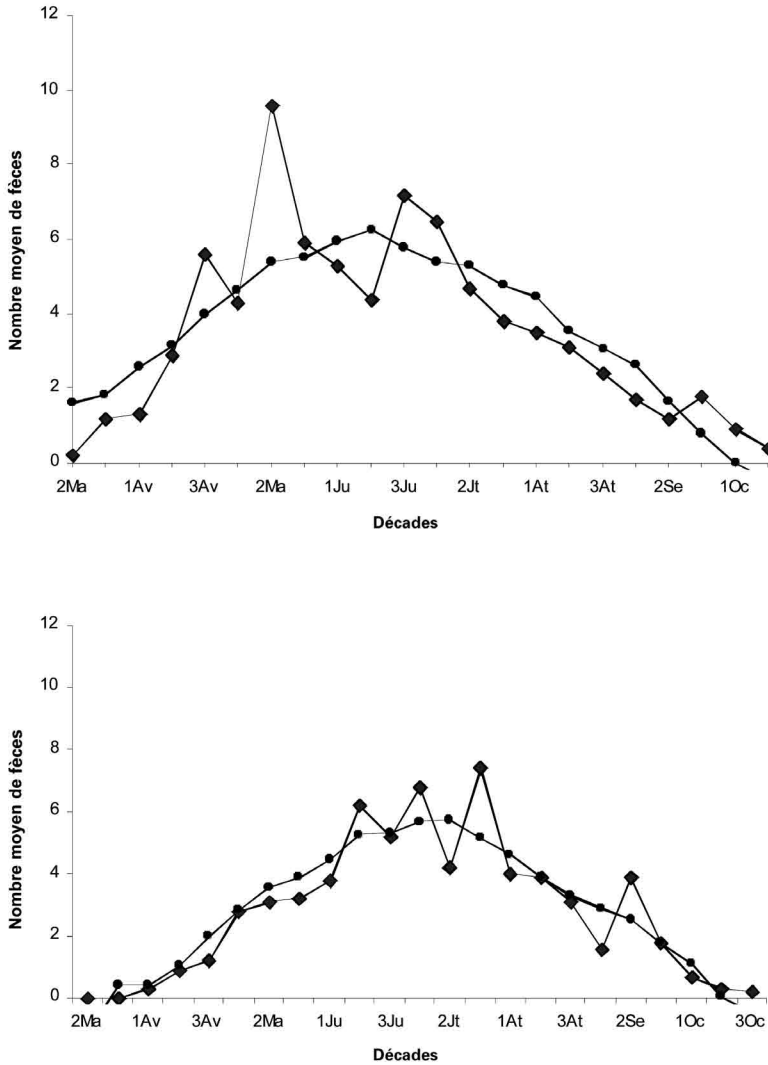 12
10
8
6
4
2
0
Nombre moyen de fèces
2Ma 1Av 3Av 2Ma 1Ju 3Ju 2Jt 1At 3At 2Se 1Oc
Décades
12
10
8
6
4
2
0
Nombre moyen de fèces
2Ma 1Av 3Av 2Ma 1Ju 3Ju 2Jt 1At 3At 2Se 1Oc 3Oc
Décades